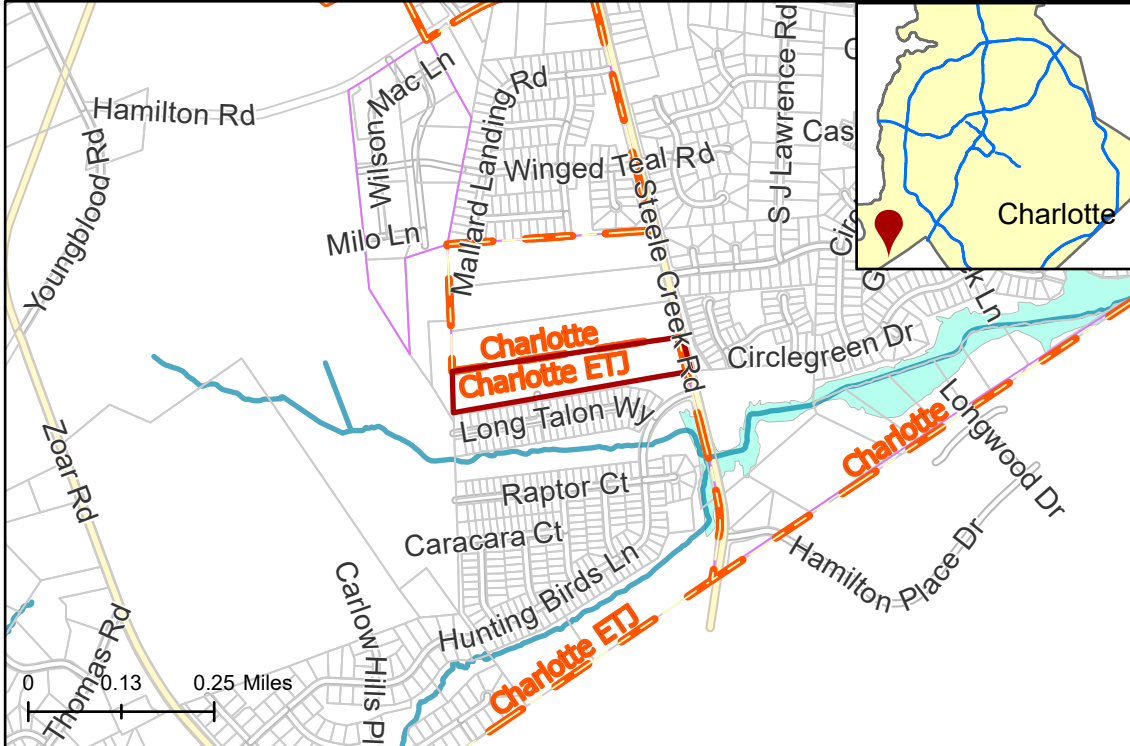 Hamilton Rd
Youngblood Rd
Wilson
Mac Ln
Mallard Landing Rd
Winged Teal Rd
Milo Ln
Steele Creek Rd
S J Lawrence Rd
Charlotte
Charlotte
Charlotte ETJ
Circlegreen Dr
Long Talon Wy
Zoar Rd
Raptor Ct
Caracara Ct
Charlotte
Longwood Dr
Hamilton Place Dr
Hunting Birds Ln
Carlow Hills Pl
Charlotte ETJ
Thomas Rd
0 0.13 0.25 Miles